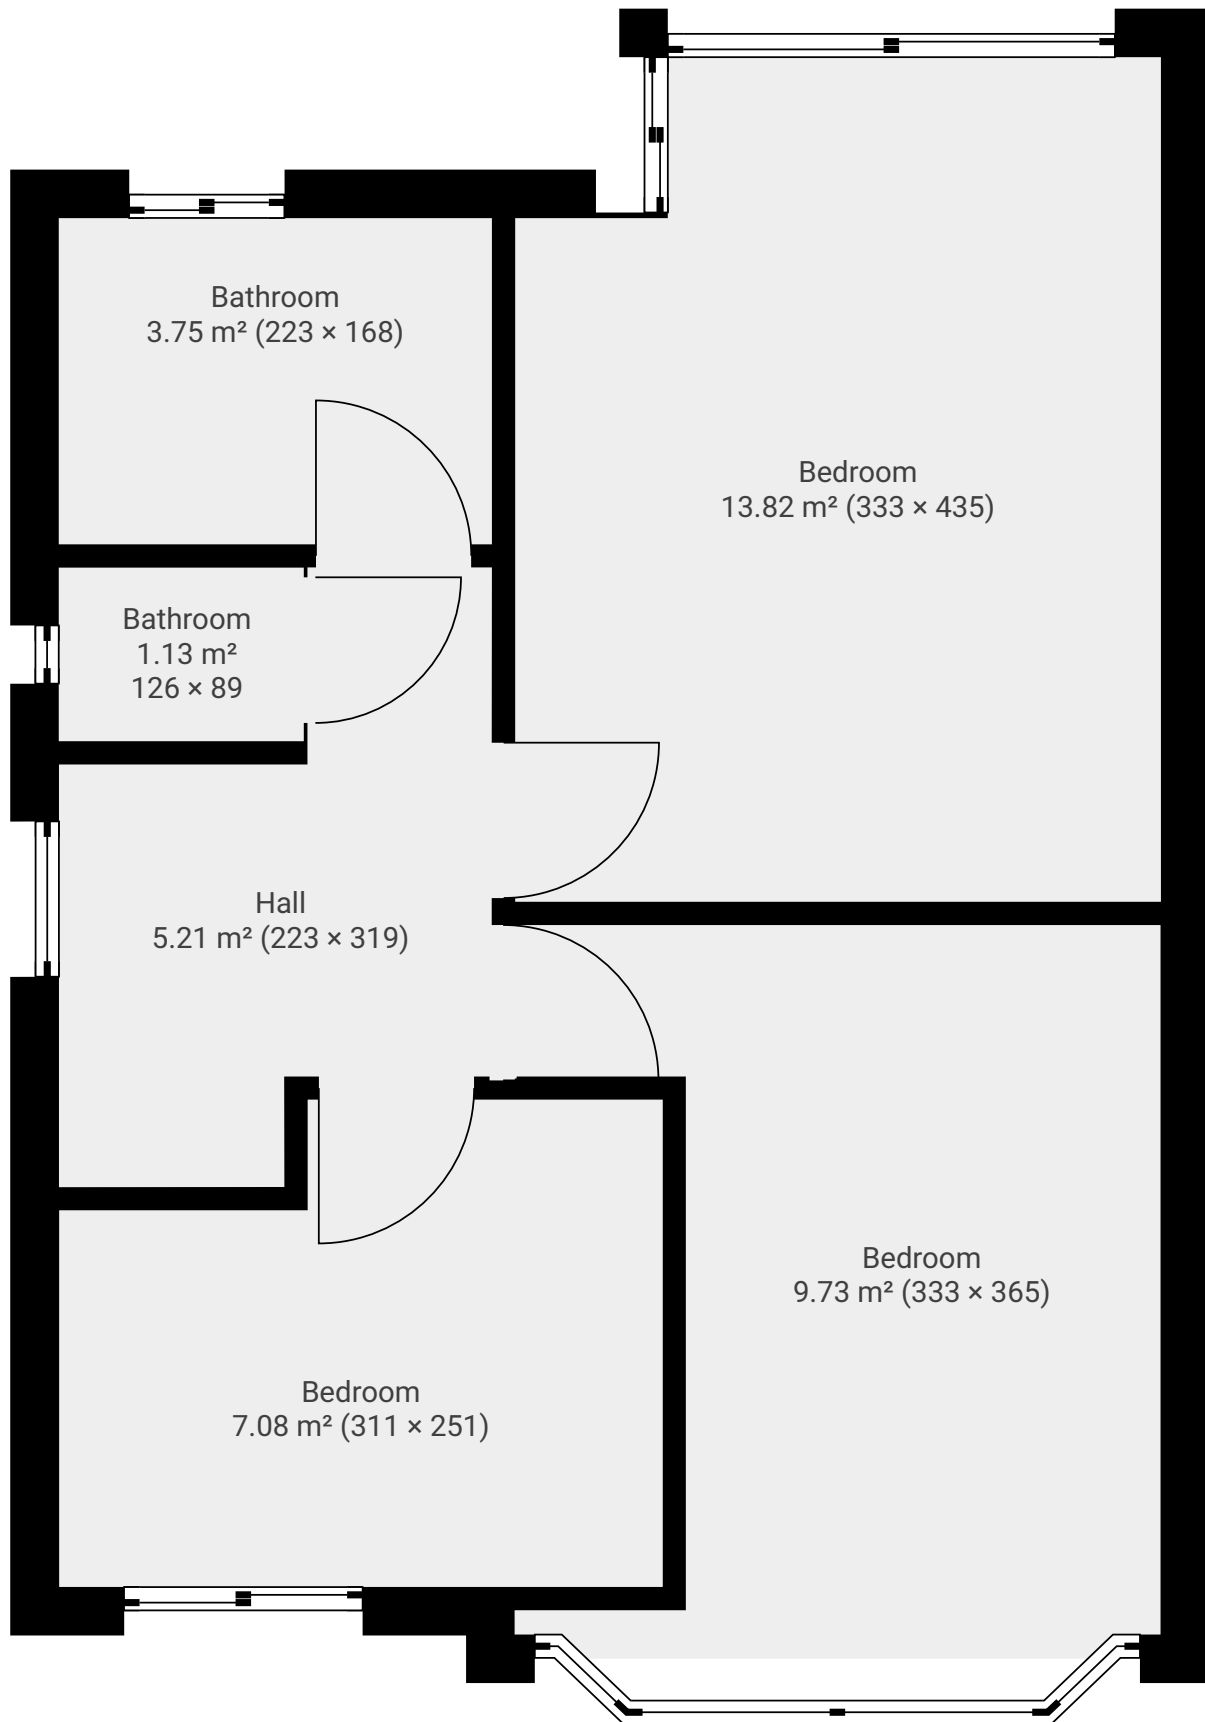 Bathroom
3.75 m² (223 × 168)
Bedroom
13.82 m² (333 × 435)
Bathroom
1.13 m²
126 × 89
Hall
5.21 m² (223 × 319)
Bedroom
9.73 m² (333 × 365)
Bedroom
7.08 m² (311 × 251)